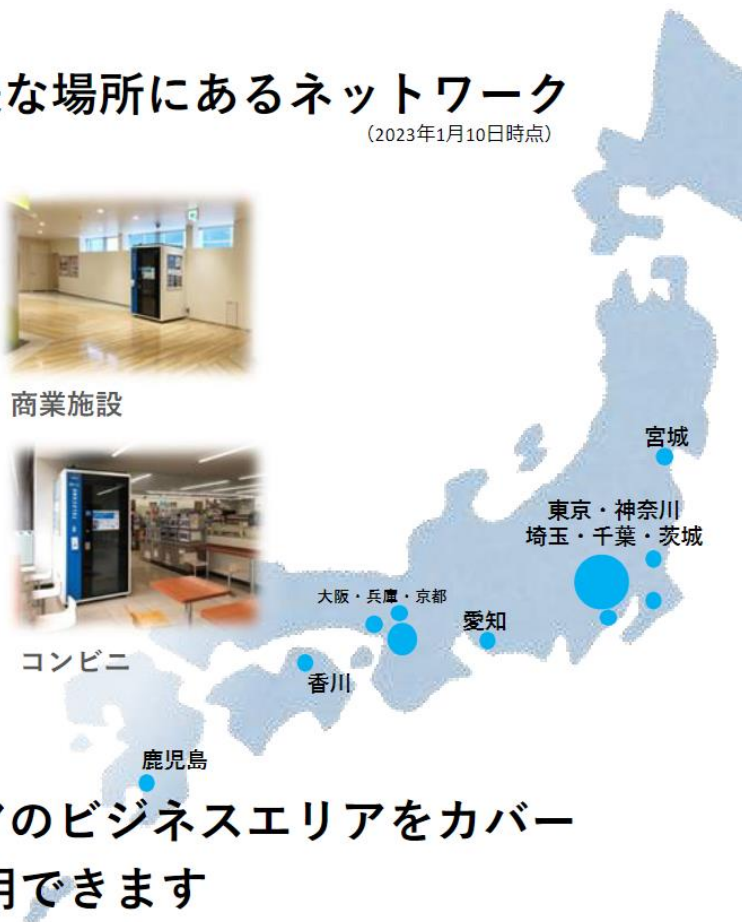 な場所にあるネットワーク
（2023年1月10日時点）
商業施設
宮城
東京・神奈川
埼玉・千葉・茨城
大阪・兵庫・京都
愛知
コンビニ
香川
鹿児島
のビジネスエリアをカバー
用できます